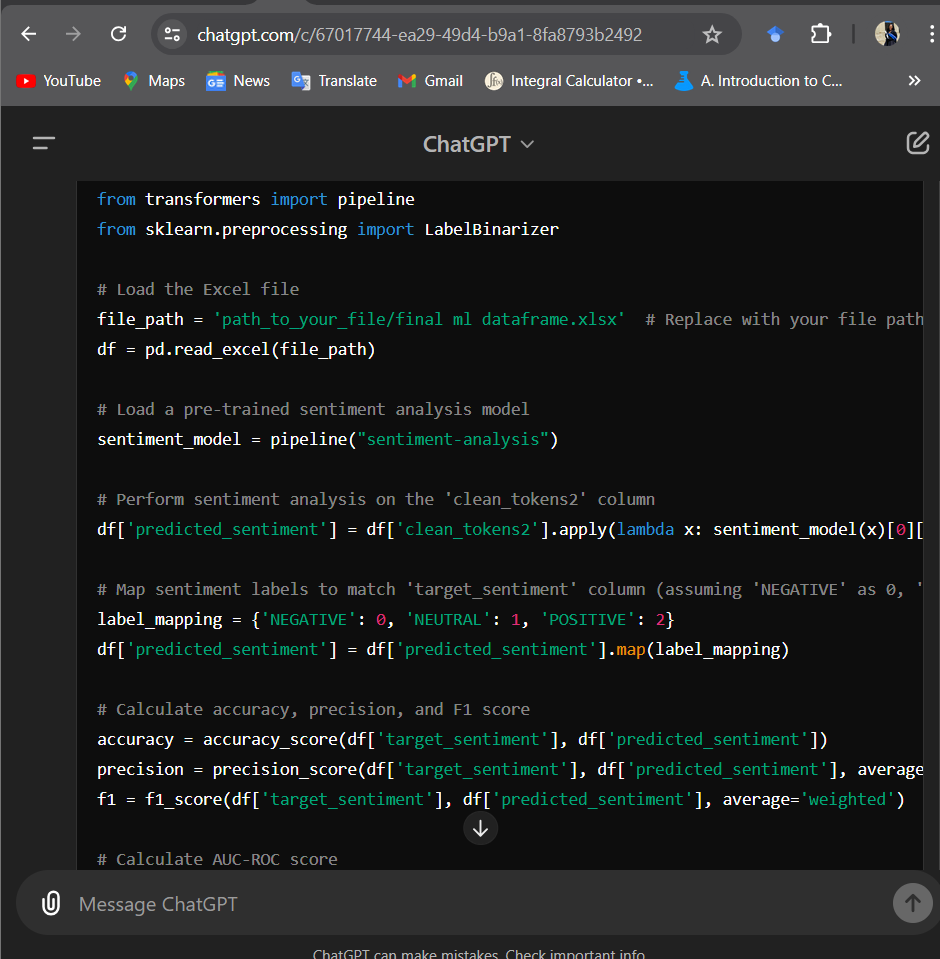 chatgpt.com/c/67017744-ea29-49d4-b9a1-8fa8793b2492
YouTube Maps News Translate Gmail Integral Calculator •... A. Introduction to C... »
ChatGPT
from transformers import pipeline
from sklearn.preprocessing import LabelBinarizer
# Load the Excel file
file_path = 'path_to_your_file/final ml dataframe.xlsx'  # Replace with your file path
df = pd.read_excel(file_path)
# Load a pre-trained sentiment analysis model
sentiment_model = pipeline("sentiment-analysis")
# Perform sentiment analysis on the 'clean_tokens2' column
df['predicted_sentiment'] = df['clean_tokens2'].apply(lambda x: sentiment_model(x)[0][
# Map sentiment labels to match 'target_sentiment' column (assuming 'NEGATIVE' as 0, '
label_mapping = {'NEGATIVE': 0, 'NEUTRAL': 1, 'POSITIVE': 2}
df['predicted_sentiment'] = df['predicted_sentiment'].map(label_mapping)
# Calculate accuracy, precision, and F1 score
accuracy = accuracy_score(df['target_sentiment'], df['predicted_sentiment'])
precision = precision_score(df['target_sentiment'], df['predicted_sentiment'], average
f1 = f1_score(df['target_sentiment'], df['predicted_sentiment'], average='weighted')
# Calculate AUC-ROC score
Message ChatGPT
ChatGPT can make mistakes. Check important info.